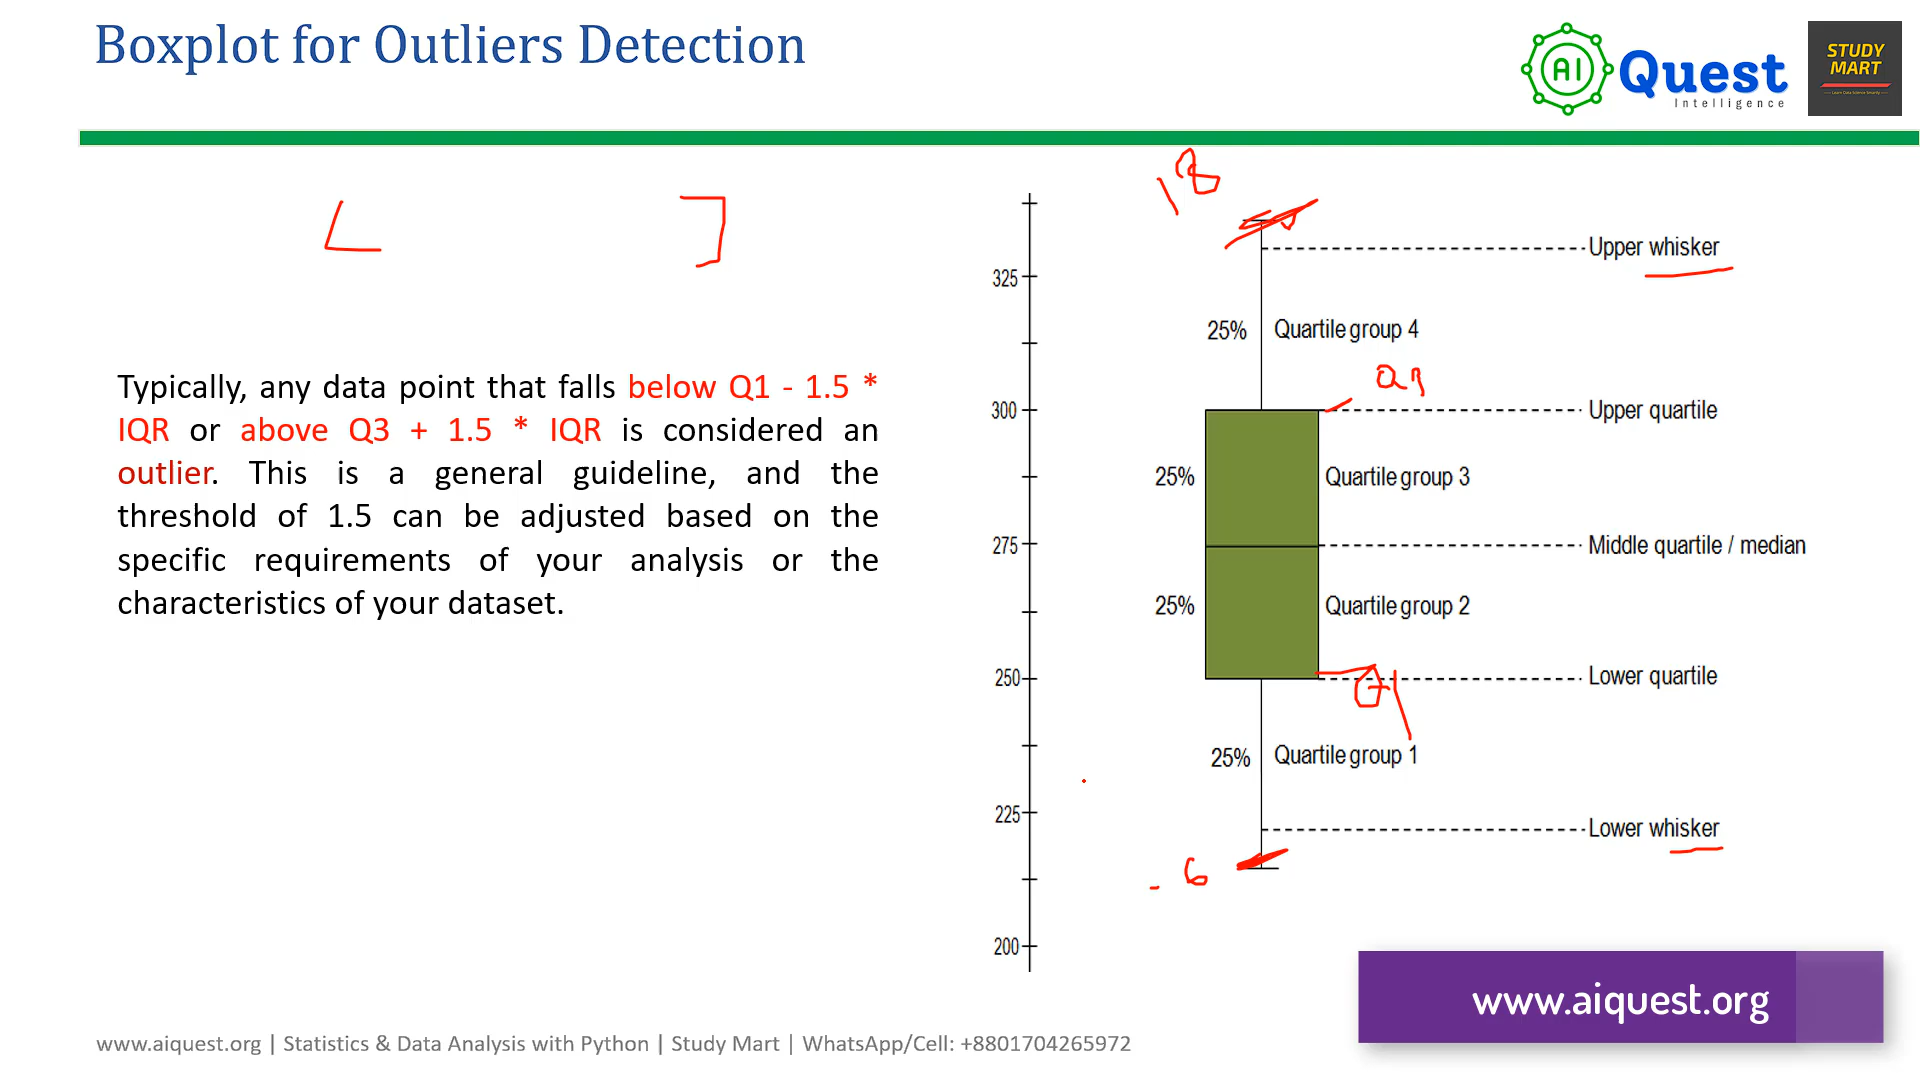 Boxplot for Outliers Detection
AI Quest
Intelligence
STUDY
MART
18
Upper whisker
325
25% Quartile group 4
Typically, any data point that falls below Q1 - 1.5 *
IQR or above Q3 + 1.5 * IQR is considered an
outlier. This is a general guideline, and the
threshold of 1.5 can be adjusted based on the
specific requirements of your analysis or the
characteristics of your dataset.
300
Upper quartile
25% Quartile group 3
275
Middle quartile / median
25% Quartile group 2
250
Lower quartile
25% Quartile group 1
225
Lower whisker
- 6
200
www.aiquest.org
www.aiquest.org | Statistics & Data Analysis with Python | Study Mart | WhatsApp/Cell: +8801704265972